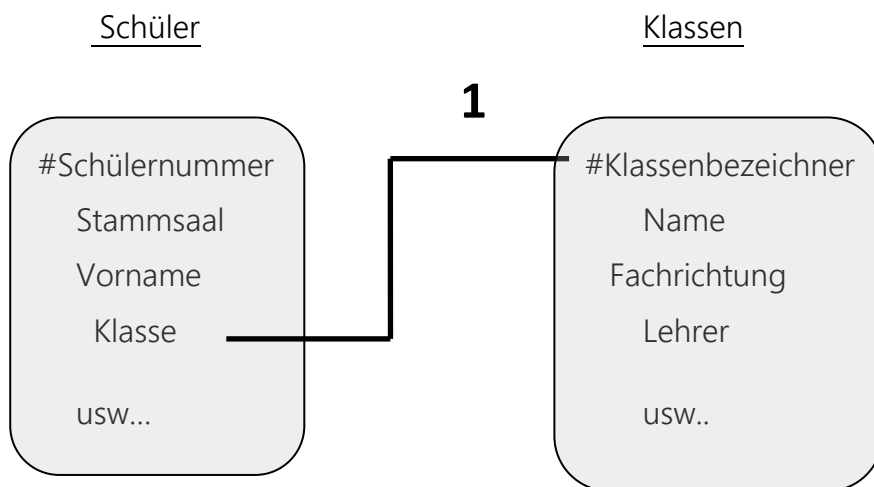 Schüler
Klassen
1
#Schülernummer
Stammsaal
Vorname
Klasse
usw...
#Klassenbezeichner
Name
Fachrichtung
Lehrer
usw..